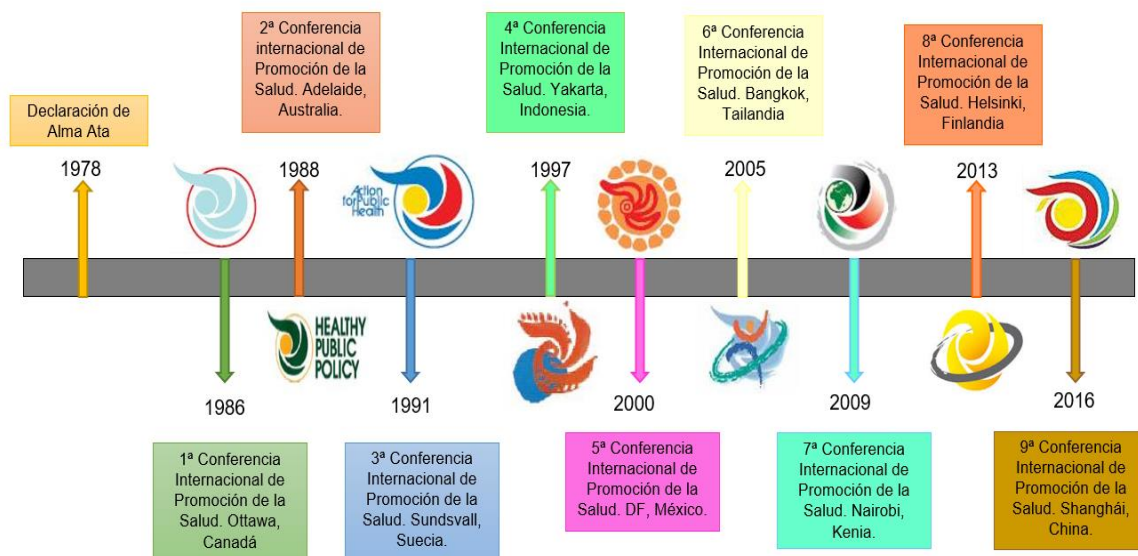 2ª Conferencia
internacional de
Promoción de la
Salud. Adelaide,
Australia.
4ª Conferencia
Internacional de
Promoción de la
Salud. Yakarta,
Indonesia.
6ª Conferencia
Internacional de
Promoción de la
Salud. Bangkok,
Tailandia
8ª Conferencia
Internacional de
Promoción de la
Salud. Helsinki,
Finlandia
Declaración de
Alma Ata
1978
1988
1997
2005
2013
Action
for Public
Health
HEALTHY
PUBLIC
POLICY
1986
1991
2000
2009
2016
1ª Conferencia
Internacional de
Promoción de la
Salud. Ottawa,
Canadá
3ª Conferencia
Internacional de
Promoción de la
Salud. Sundsvall,
Suecia.
5ª Conferencia
Internacional de
Promoción de la
Salud. DF, México.
7ª Conferencia
Internacional de
Promoción de la
Salud. Nairobi,
Kenia.
9ª Conferencia
Internacional de
Promoción de la
Salud. Shanghái,
China.